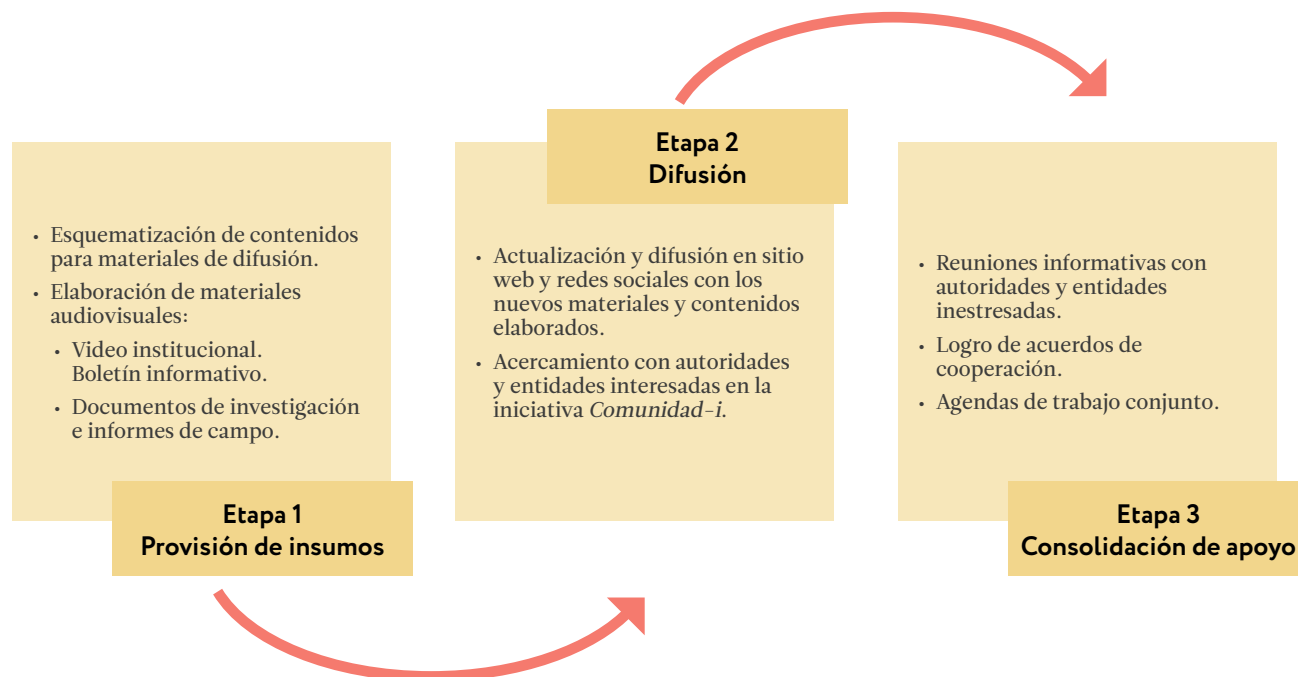 • Esquematización de contenidos
para materiales de difusión.
• Elaboración de materiales
audiovisuales:
• Video institucional.
Boletín informativo.
• Documentos de investigación
e informes de campo.
Etapa 1
Provisión de insumos
Etapa 2
Difusión
• Actualización y difusión en sitio
web y redes sociales con los
nuevos materiales y contenidos
elaborados.
• Acercamiento con autoridades
y entidades interesadas en la
iniciativa Comunidad-i.
• Reuniones informativas con
autoridades y entidades
inestresadas.
• Logro de acuerdos de
cooperación.
• Agendas de trabajo conjunto.
Etapa 3
Consolidación de apoyo